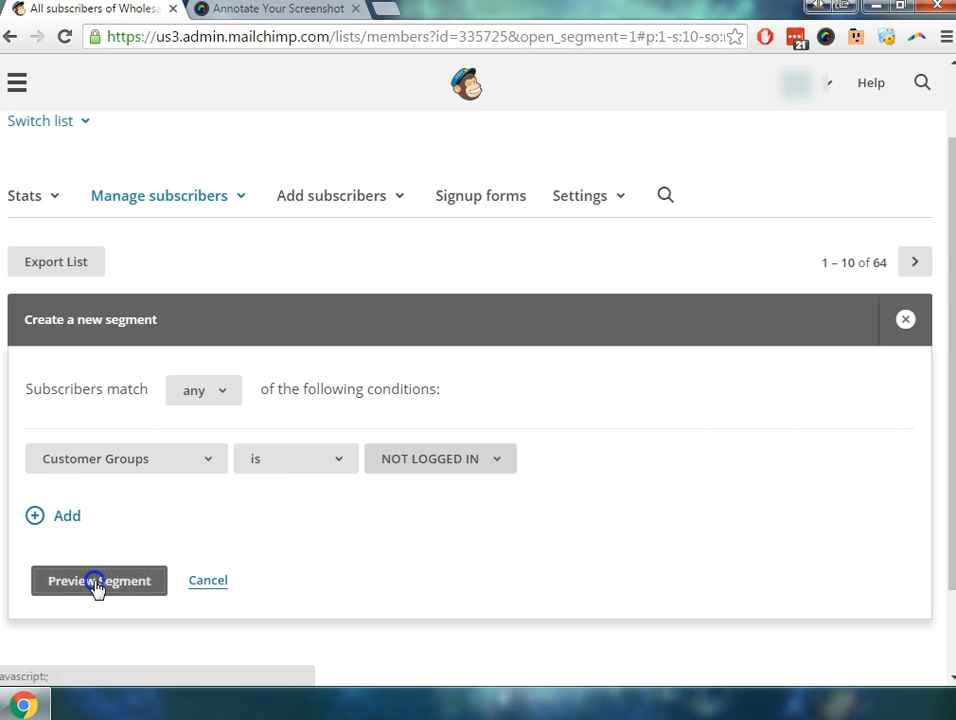 All subscribers of Wholesa
Annotate Your Screenshot
https://us3.admin.mailchimp.com/lists/members?id=335725&open_segment=1#p:1-s:10-so:
21
Help
Switch list
Stats
Manage subscribers
Add subscribers
Signup forms
Settings
Export List
1 – 10 of 64
Create a new segment
Subscribers match any of the following conditions:
Customer Groups is NOT LOGGED IN
Add
Preview Segment
Cancel
avascript:;